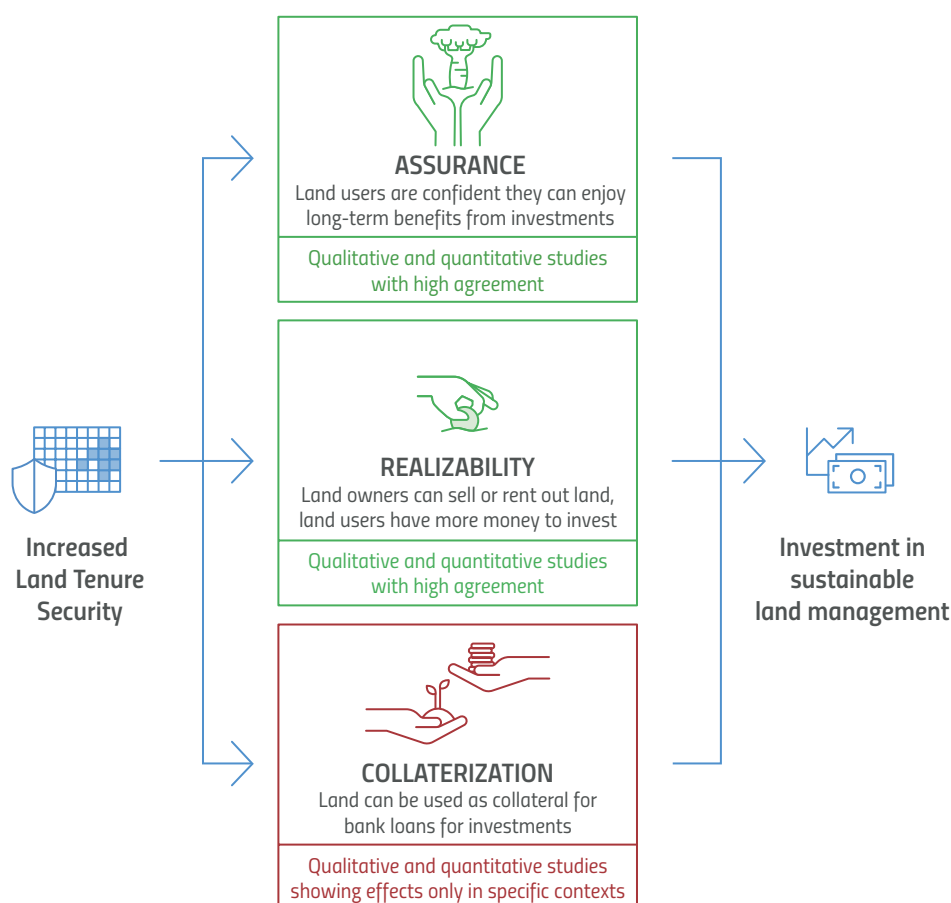 ASSURANCE
Land users are confident they can enjoy
long-term benefits from investments
Qualitative and quantitative studies
with high agreement
REALIZABILITY
Land owners can sell or rent out land,
land users have more money to invest
Qualitative and quantitative studies
with high agreement
Increased
Land Tenure
Security
Investment in
sustainable
land management
COLLATERIZATION
Land can be used as collateral for
bank loans for investments
Qualitative and quantitative studies
showing effects only in specific contexts